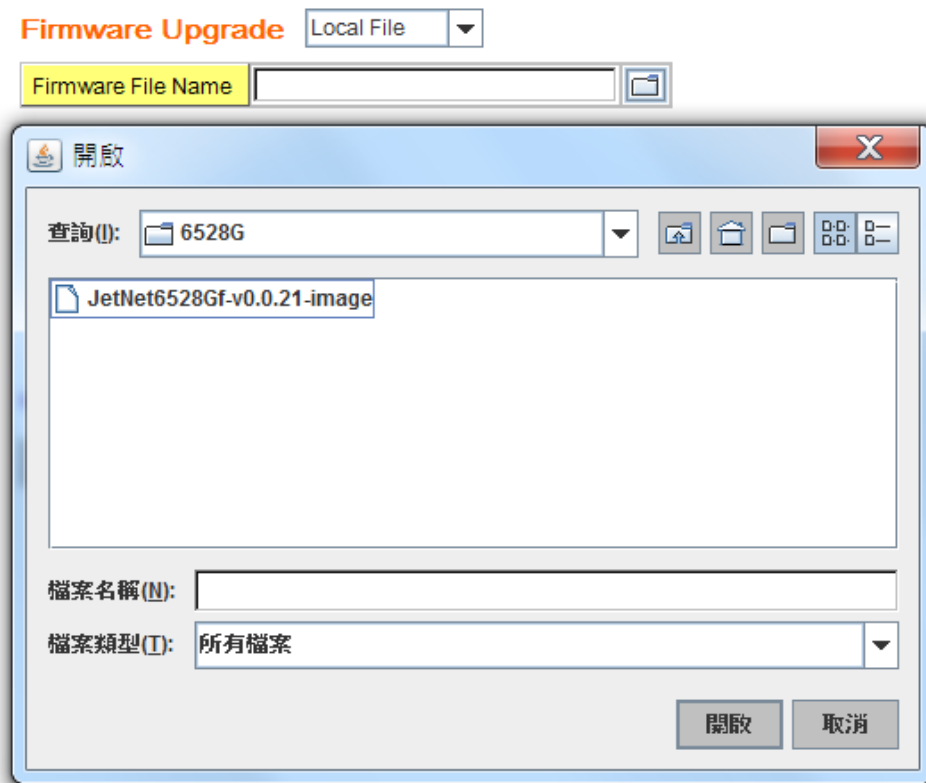 Firmware Upgrade Local File
Firmware File Name
開啟
查詢(I): 6528G
JetNet6528Gf-v0.0.21-image
檔案名稱(N):
檔案類型(T): 所有檔案
開啟 取消